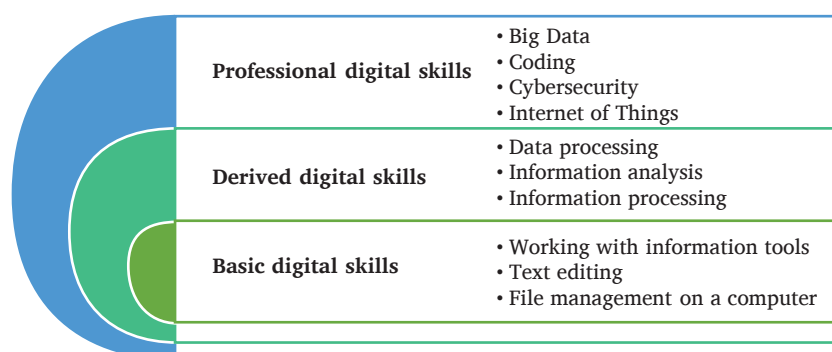 Professional digital skills
• Big Data
• Coding
• Cybersecurity
• Internet of Things
Derived digital skills
• Data processing
• Information analysis
• Information processing
Basic digital skills
• Working with information tools
• Text editing
• File management on a computer